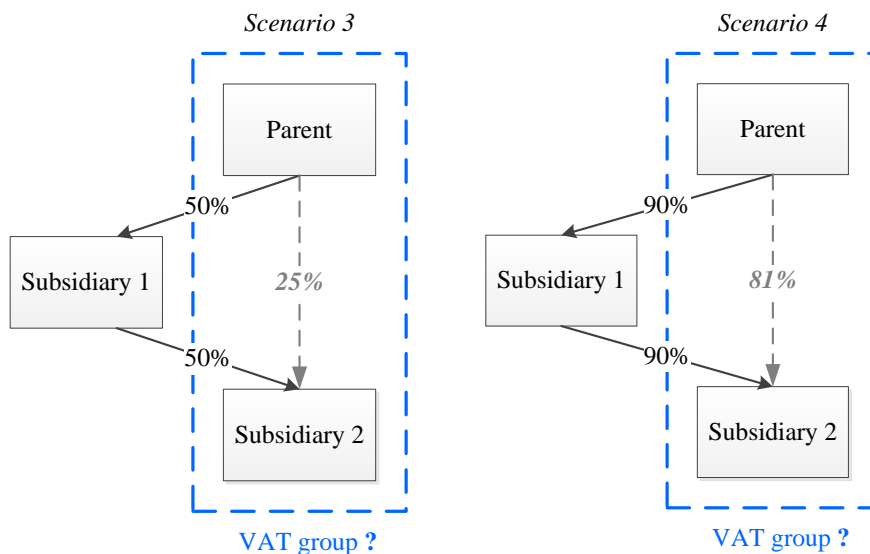 Scenario 3
Parent
50%
Subsidiary 1
25%
50%
Subsidiary 2
VAT group ?
Scenario 4
Parent
90%
Subsidiary 1
81%
90%
Subsidiary 2
VAT group ?